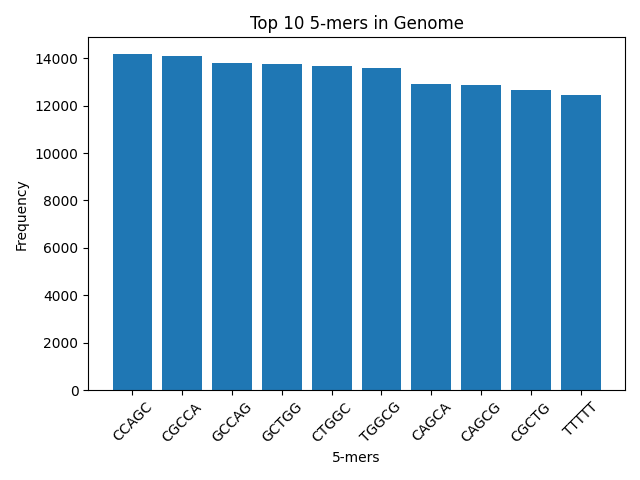 Top 10 5-mers in Genome
Frequency
14000
12000
10000
8000
6000
4000
2000
0
CCAGC CGCCA GCCAG GCTGG CTGGC TGGCG CAGCA CAGCG CGCTG TTTTT
5-mers